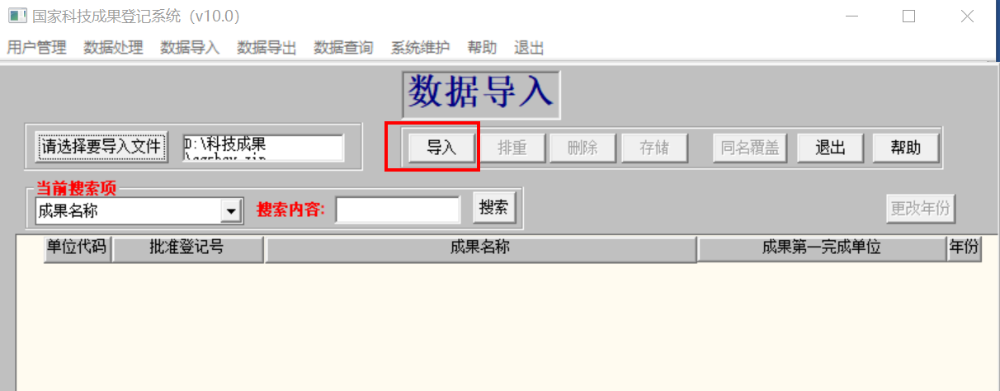 国家科技成果登记系统（v10.0）
用户管理 数据处理 数据导入 数据导出 数据查询 系统维护 帮助 退出
数据导入
请选择要导入文件 D:\科技成果 导入 排重 删除 存储 同名覆盖 退出 帮助
当前搜索项
成果名称 搜索内容: 搜索 更改年份
单位代码 批准登记号 成果名称 成果第一完成单位 年份